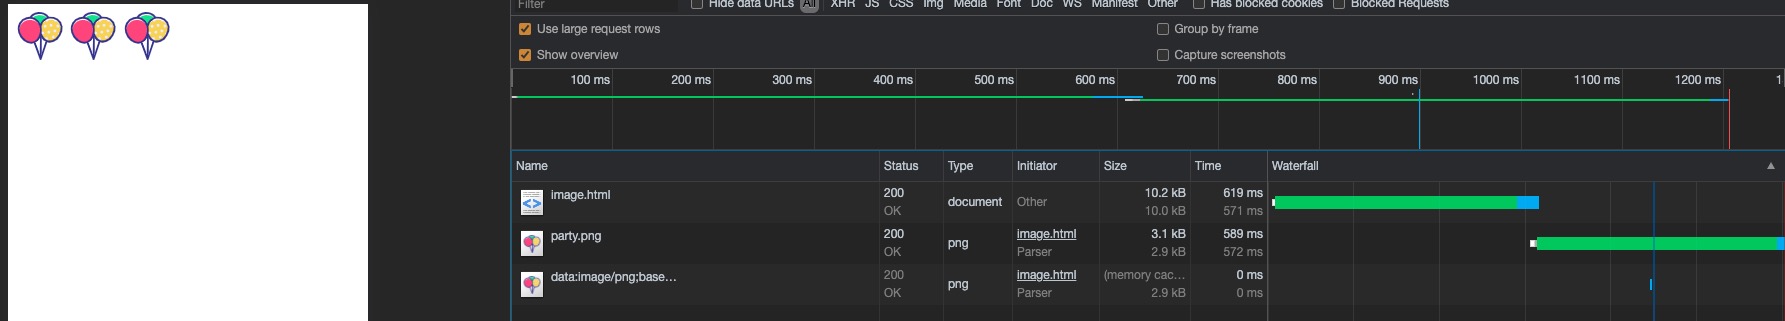 Filter Hide data URLs All XHR JS CSS Img Media Font Doc WS Manifest Other Has blocked cookies Blocked Requests
Use large request rows Group by frame
Show overview Capture screenshots
100 ms 200 ms 300 ms 400 ms 500 ms 600 ms 700 ms 800 ms 900 ms 1000 ms 1100 ms 1200 ms 1
Name Status Type Initiator Size Time Waterfall
image.html 200 document Other 10.2 kB 619 ms
OK 10.0 kB 571 ms
party.png 200 png image.html 3.1 kB 589 ms
OK Parser 2.9 kB 572 ms
data:image/png;base… 200 png image.html (memory cac… 0 ms
OK Parser 2.9 kB 0 ms